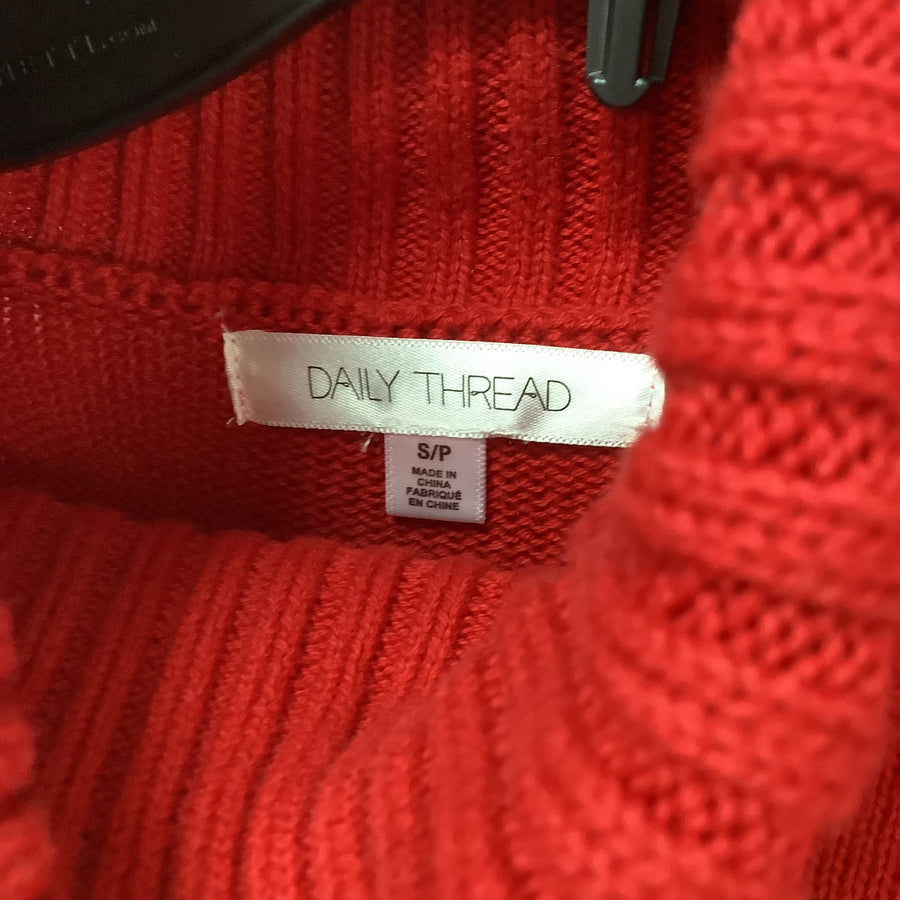 DAILY THREAD
S/P
MADE IN
CHINA
FABRIQUÉ
EN CHINE